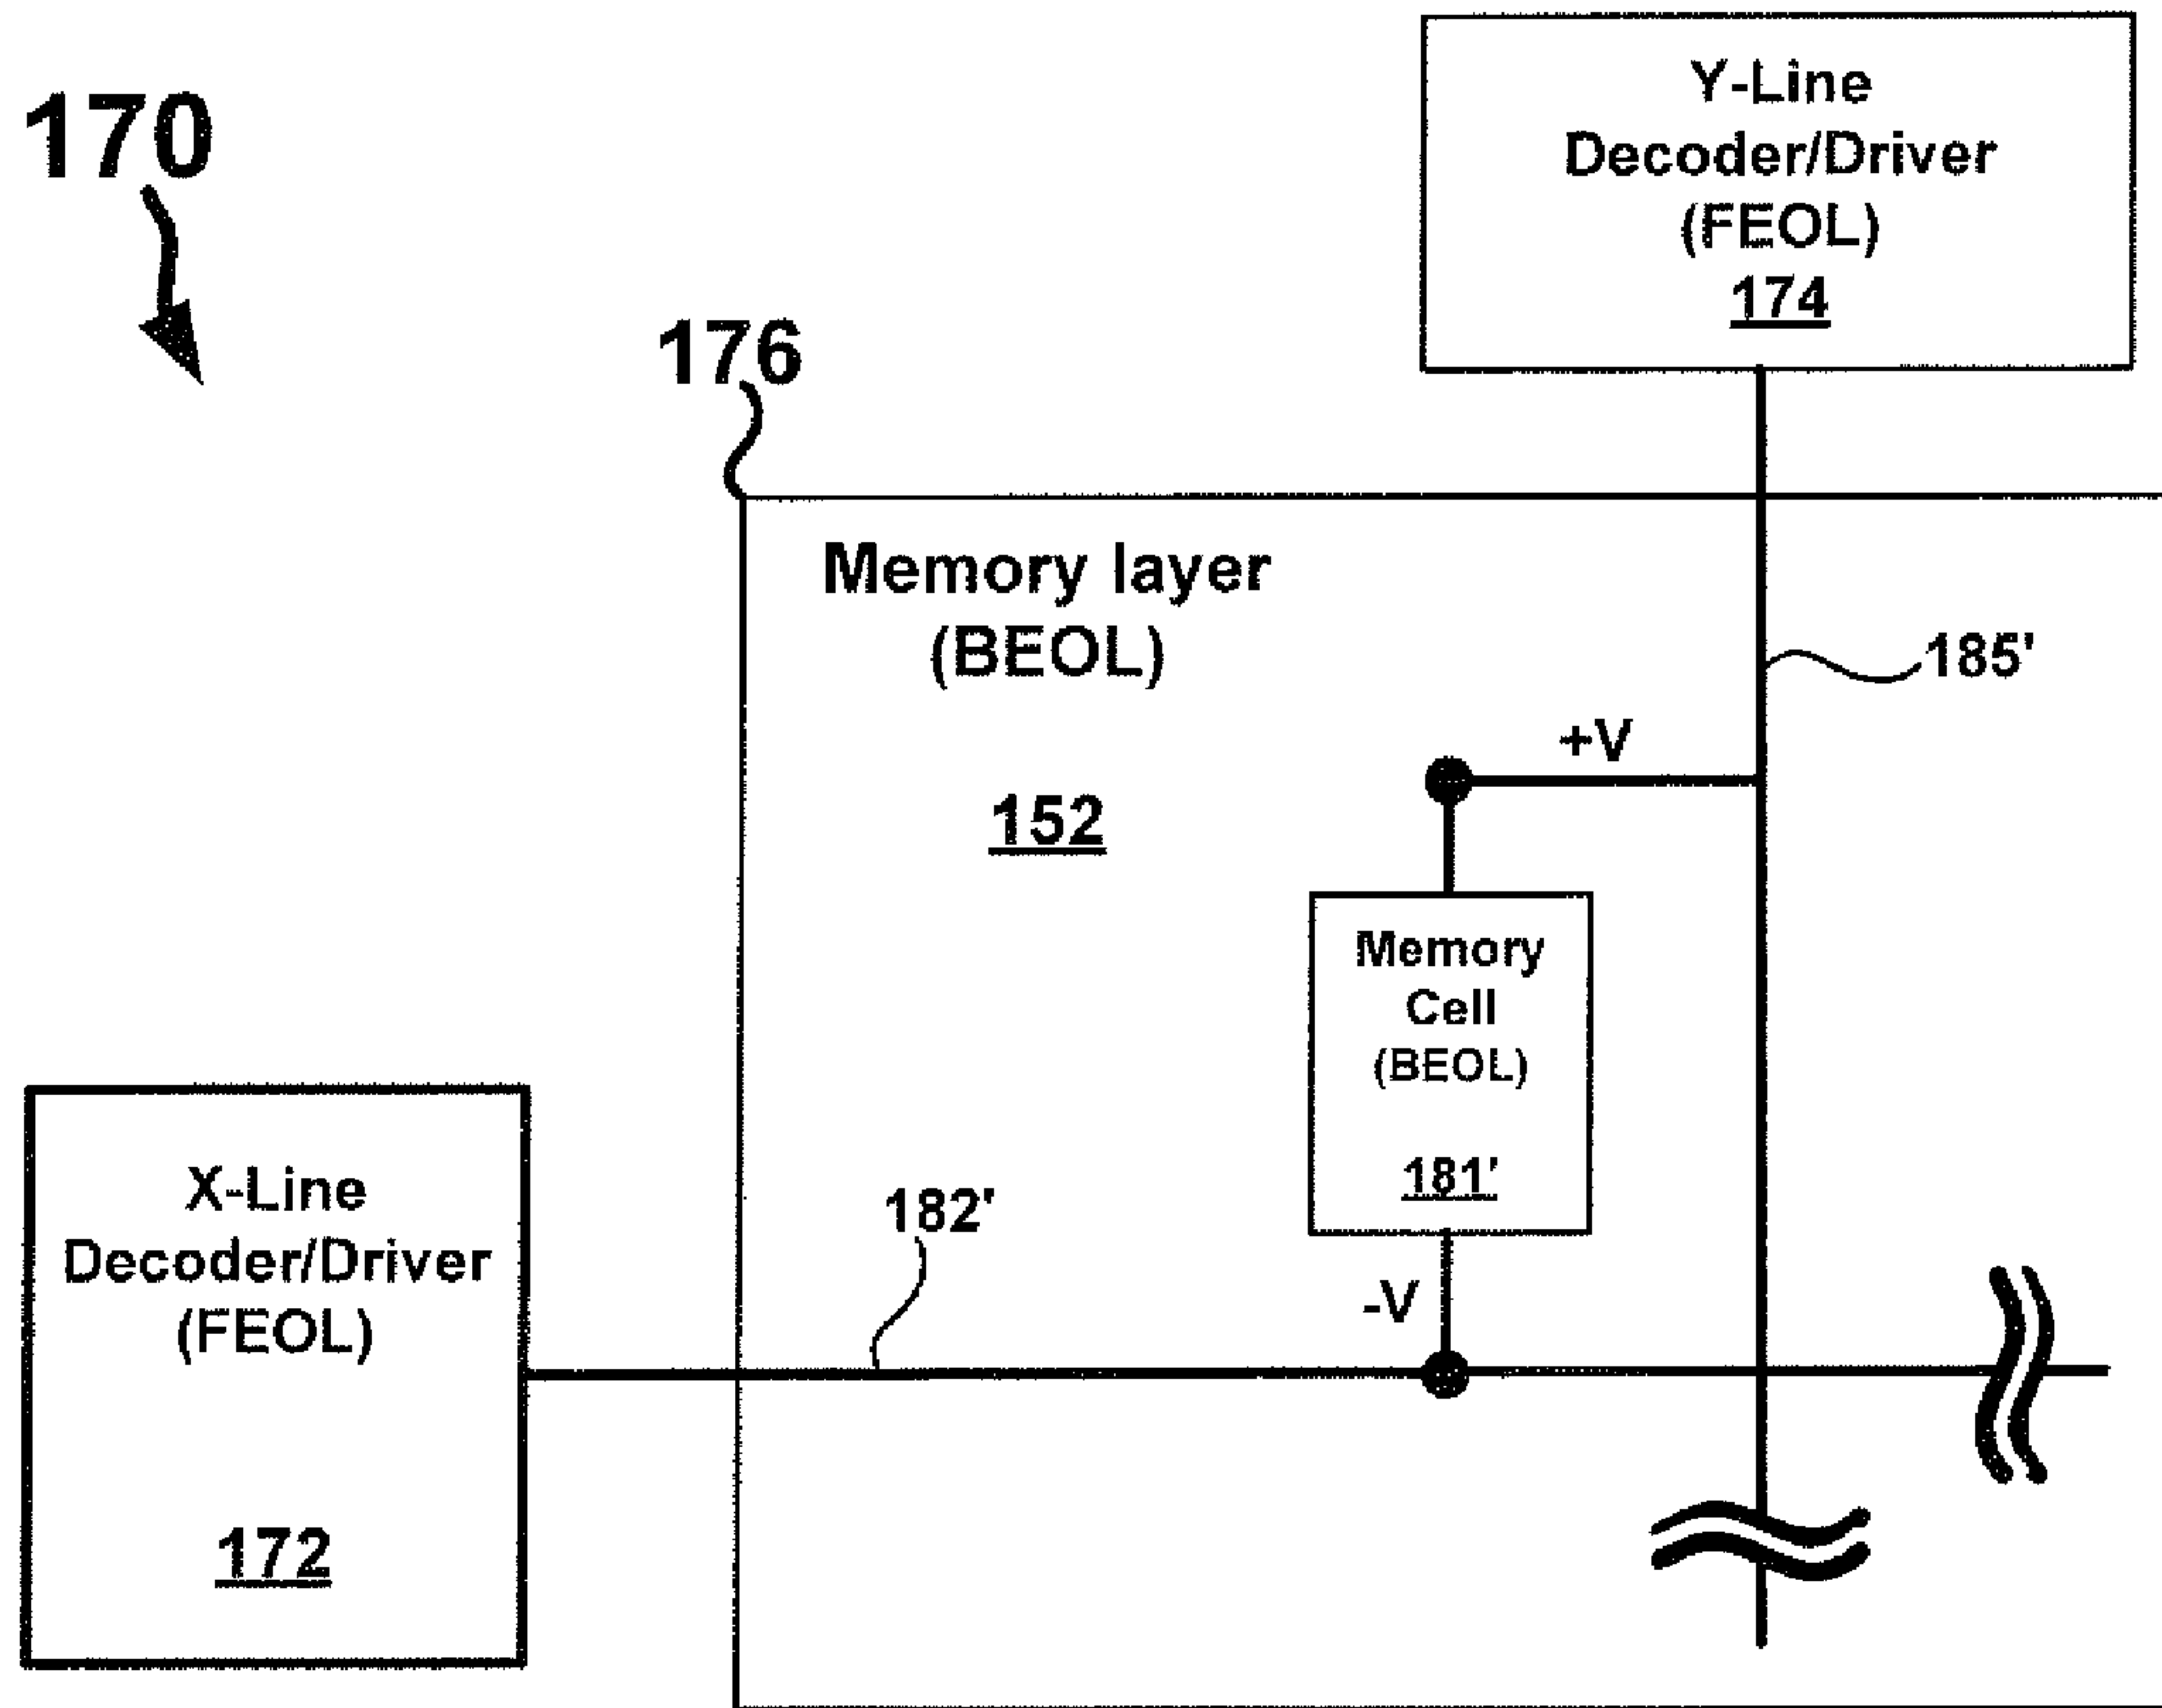 170
Y-Line
Decoder/Driver
(FEOL)
174
176
Memory layer
(BEOL)
152
185'
+V
Memory
Cell
(BEOL)
181'
-V
182'
X-Line
Decoder/Driver
(FEOL)
172